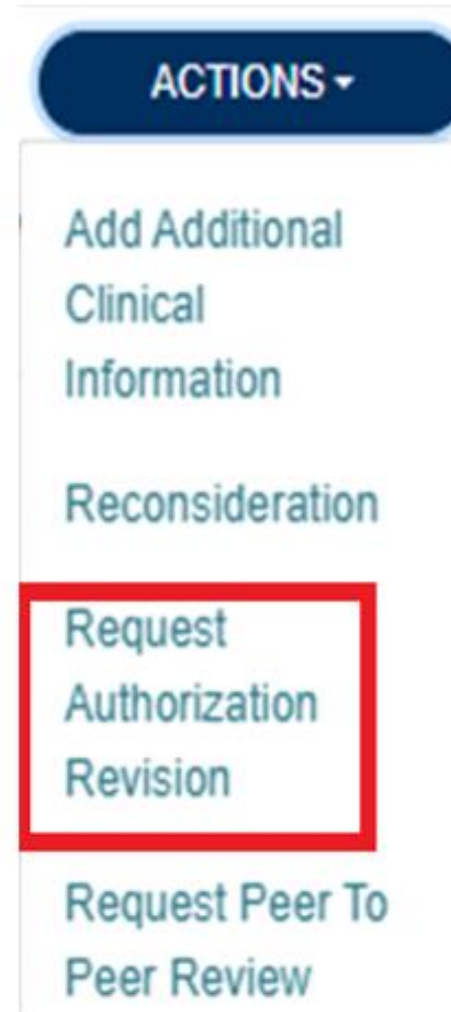 ACTIONS
Add Additional
Clinical
Information
Reconsideration
Request
Authorization
Revision
Request Peer To
Peer Review